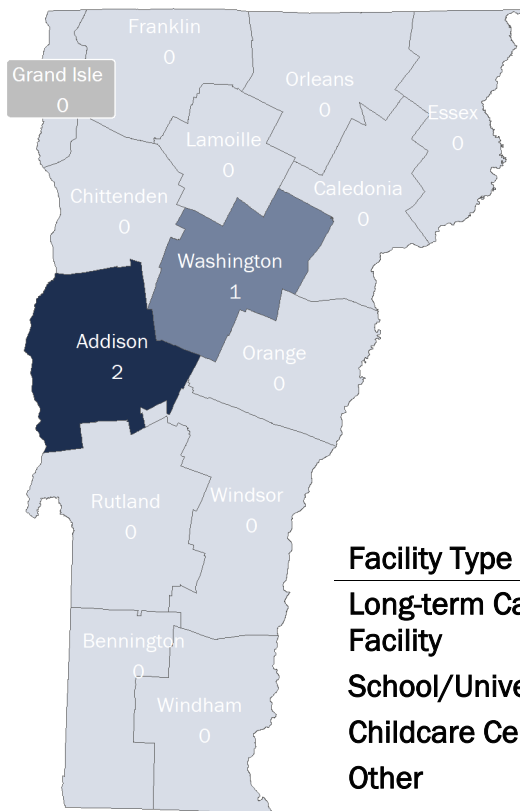 Franklin
0
Grand Isle
0
Orleans
0
Essex
0
Lamoille
0
Chittenden
0
Caledonia
0
Washington
1
Addison
2
Orange
0
Rutland
0
Windsor
0
Bennington
0
Windham
0
Facility Type
Long-term Ca
Facility
School/Unive
Childcare Ce
Other